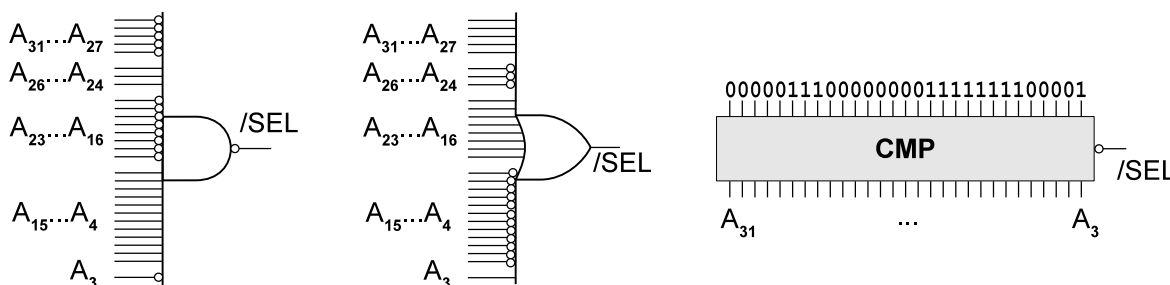 A31...A27
A26...A24
A23...A16
/SEL
A15...A4
A3
A31...A27
A26...A24
A23...A16
/SEL
A15...A4
A3
00000111000000001111111100001
CMP
/SEL
A31 ... A3